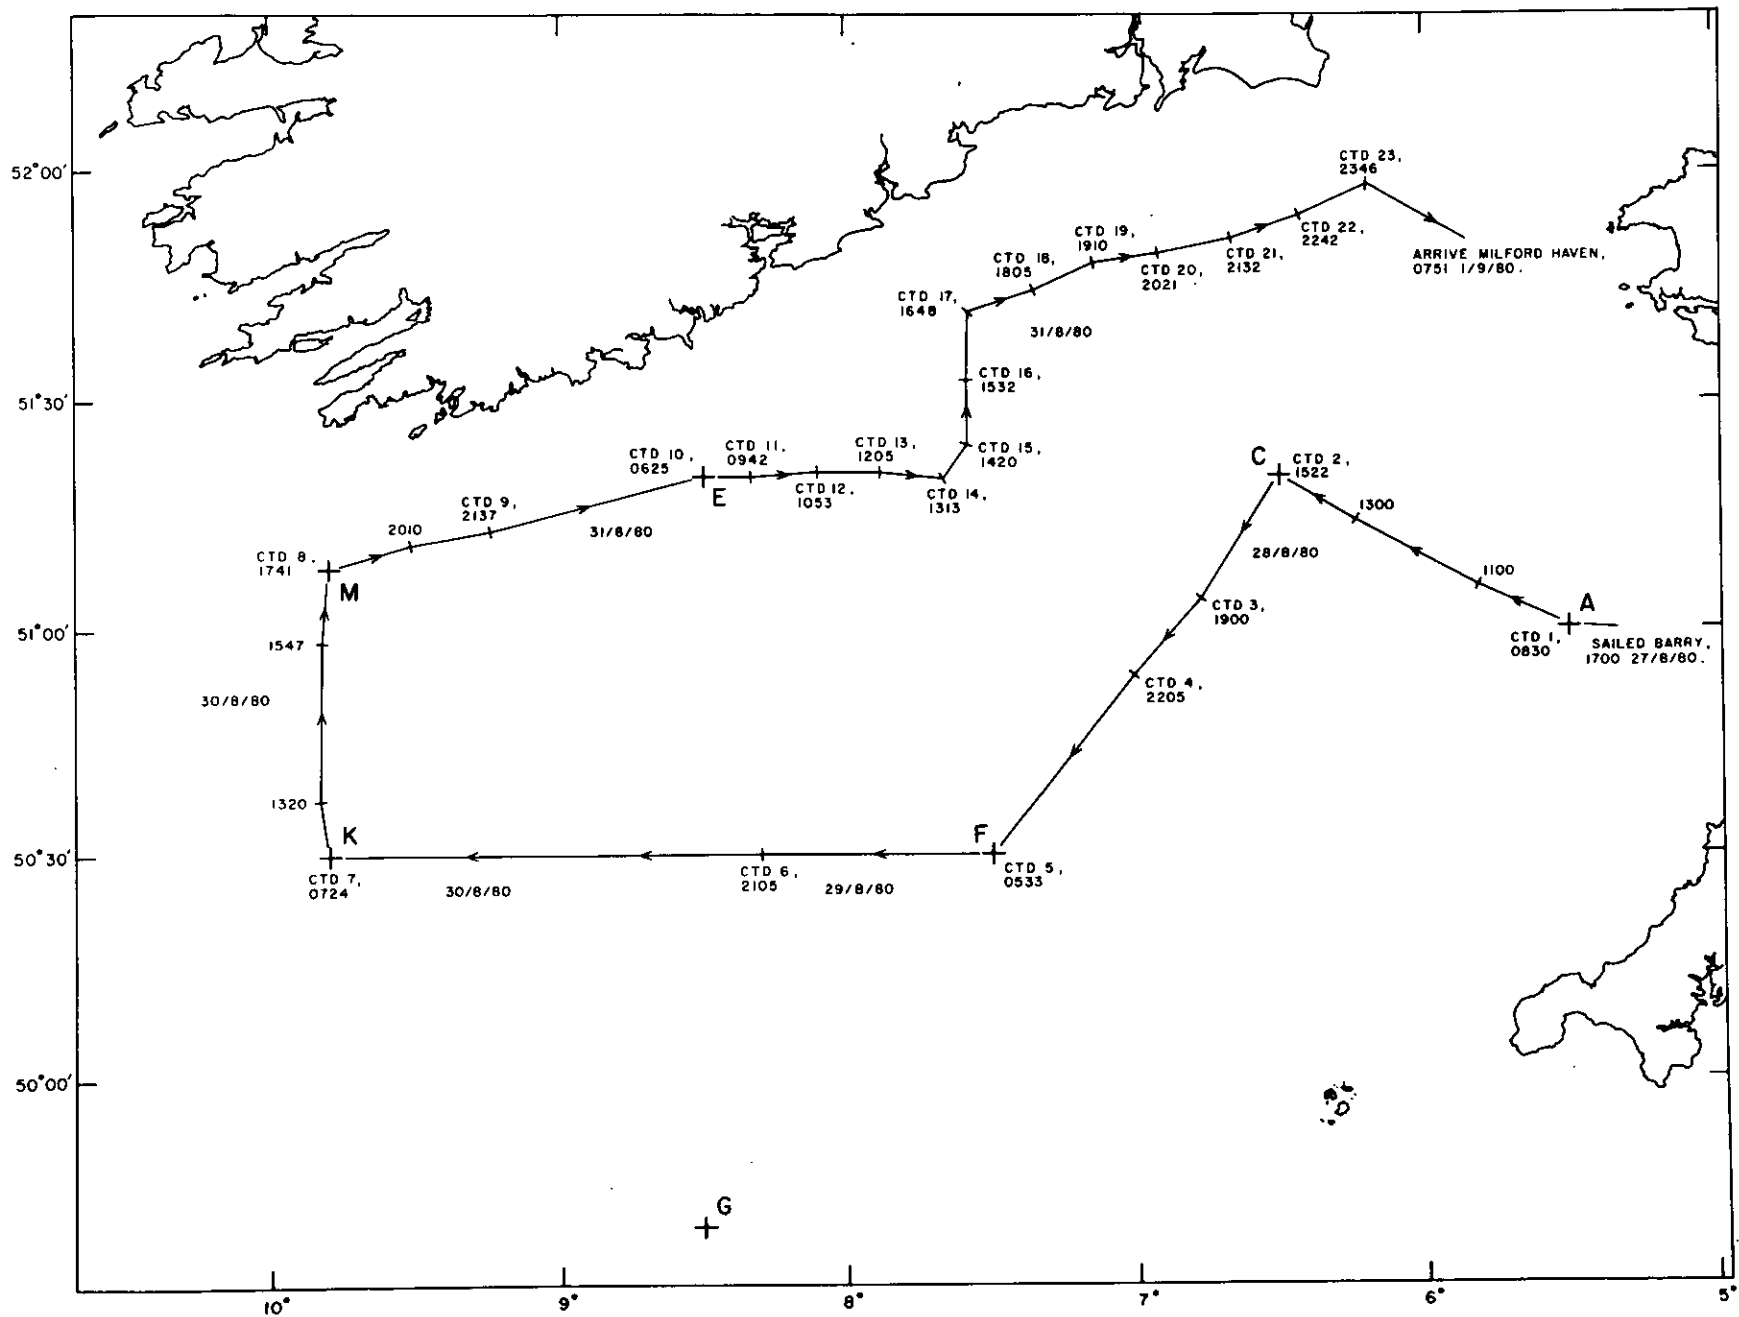 CTD 23,
2346
52°00'
CTD 19,
1910
CTD 22,
2242
CTD 18,
1805
CTD 21,
2132
ARRIVE MILFORD HAVEN,
0751 1/9/80.
CTD 20,
2021
CTD 17,
1648
31/8/80
CTD 16,
1532
51°30'
CTD 10,
0625
CTD 11,
0942
CTD 13,
1205
CTD 15,
1420
C
CTD 2,
1522
E
CTD 12,
1053
CTD 14,
1313
CTD 9,
2137
1300
2010
31/8/80
CTD 8,
1741
28/8/80
1100
M
A
CTD 3,
1900
51°00'
1547
CTD 1,
0830
SAILED BARRY,
1700 27/8/80.
30/8/80
CTD 4,
2205
1320
K
F
50°30'
CTD 7,
0724
30/8/80
CTD 6,
2105
29/8/80
CTD 5,
0533
50°00'
G
10°
9°
8°
7°
6°
5°